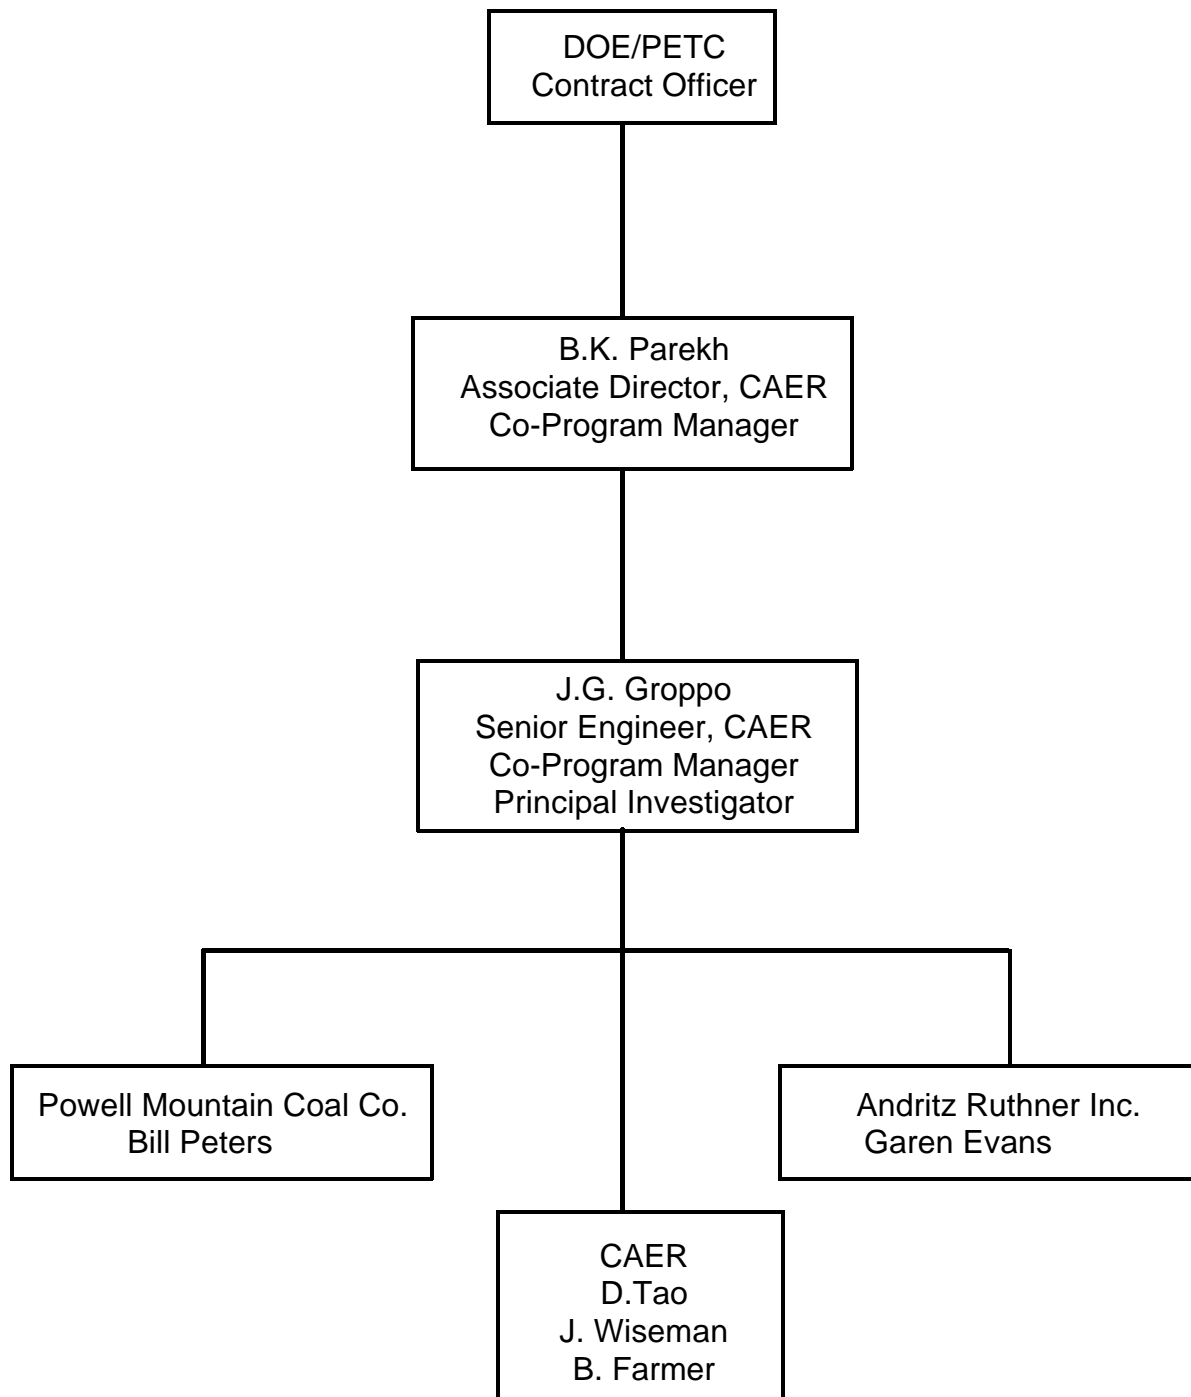 DOE/PETC
Contract Officer
B.K. Parekh
Associate Director, CAER
Co-Program Manager
J.G. Groppo
Senior Engineer, CAER
Co-Program Manager
Principal Investigator
Powell Mountain Coal Co.
Bill Peters
Andritz Ruthner Inc.
Garen Evans
CAER
D.Tao
J. Wiseman
B. Farmer